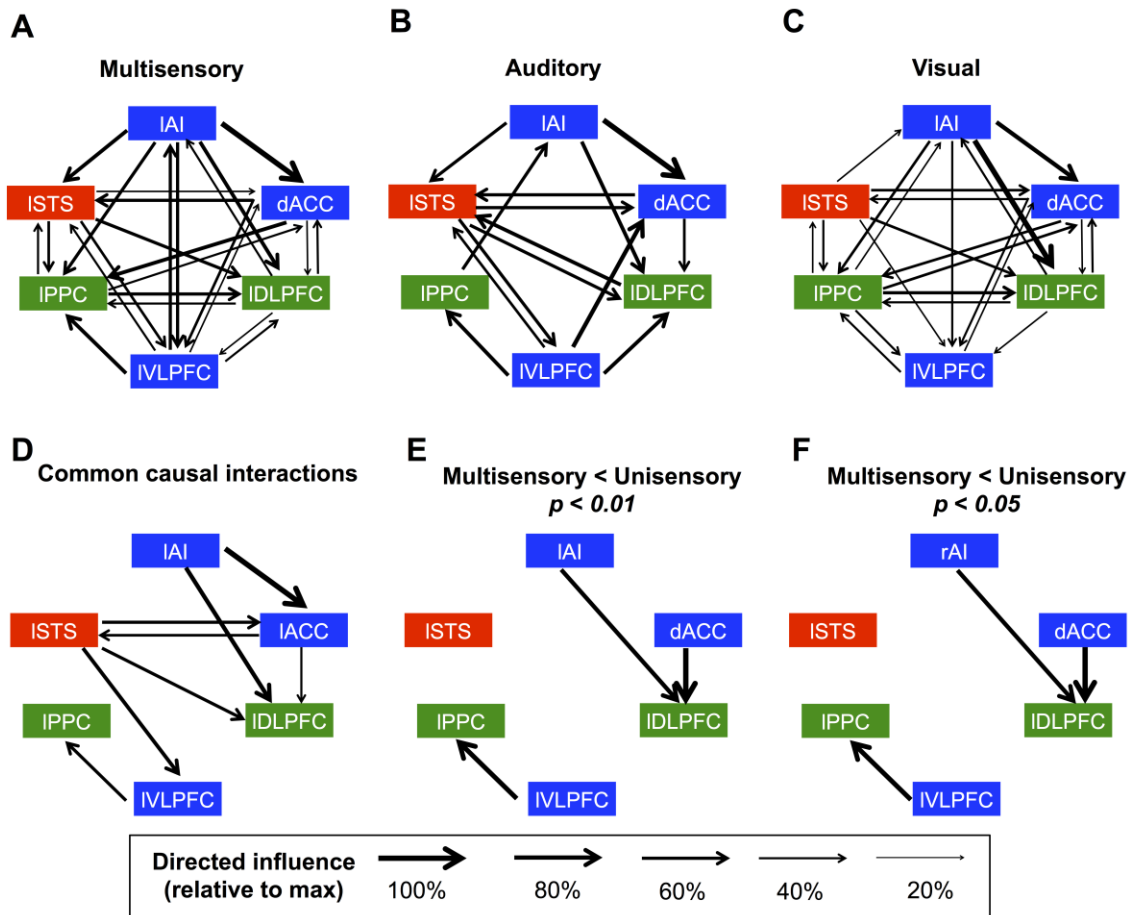 A
Multisensory
lAI
lSTS
dACC
lPPC
lDLPFC
lVLPFC
B
Auditory
lAI
lSTS
dACC
lPPC
lDLPFC
lVLPFC
C
Visual
lAI
lSTS
dACC
lPPC
lDLPFC
lVLPFC
D
Common causal interactions
lAI
lSTS
lACC
lPPC
lDLPFC
lVLPFC
E
Multisensory < Unisensory
p < 0.01
lAI
lSTS
dACC
lPPC
lDLPFC
lVLPFC
F
Multisensory < Unisensory
p < 0.05
rAI
lSTS
dACC
lPPC
lDLPFC
lVLPFC
Directed influence
(relative to max)
100%
80%
60%
40%
20%